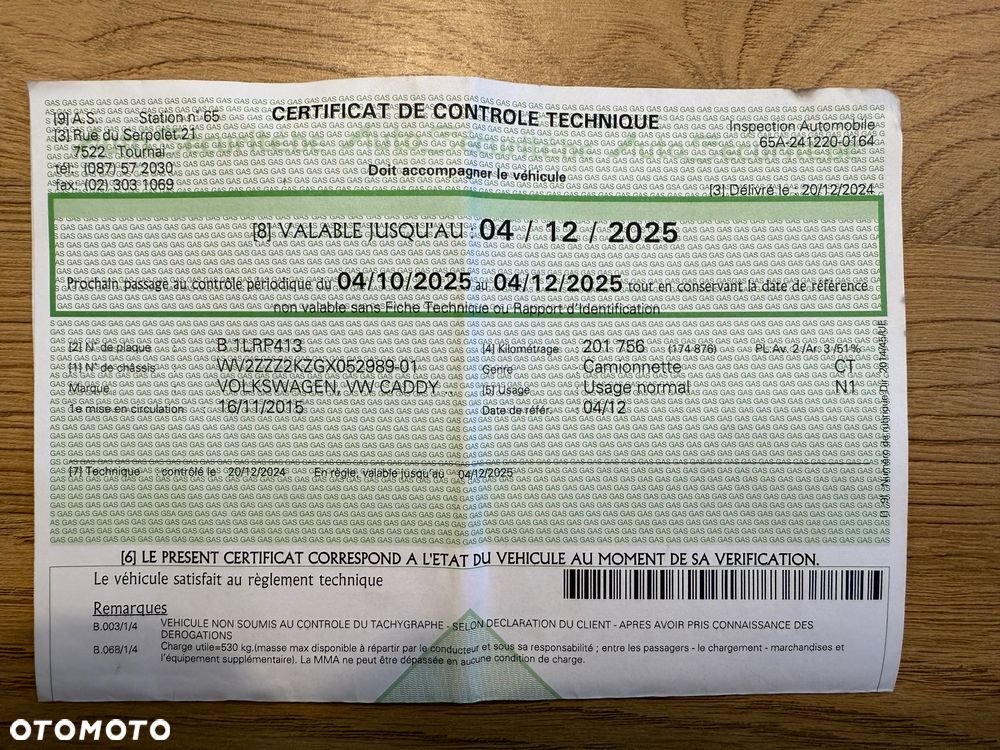 CERTIFICAT DE CONTROLE TECHNIQUE
[9] A.S. Station n° 65
[3] Rue du Serpolet 21
7522 Tournai
tél.: (087) 57 2030
fax: (02) 303 1069
Inspection Automobile
65A-241220-0164
Doit accompagner le véhicule
[3] Délivré le : 20/12/2024
[8] VALABLE JUSQU'AU : 04 / 12 / 2025
Prochain passage au contrôle périodique du 04/10/2025 au 04/12/2025 tout en conservant la date de référence
non valable sans Fiche Technique ou Rapport d'Identification
[2] N° de plaque B 1LRP413
[1] N° de châssis WV2ZZZ2KZGX052989-01
Marque VOLKSWAGEN, VW CADDY
1e mise en circulation 16/11/2015
[4] Kilométrage 201 756 (174 876) PL Av. 2 / Ar. 3 / 51%
Genre Camionnette CT
[5] Usage Usage normal N1
Date de référ. 04/12
[7] Technique contrôlé le 20/12/2024 En règle, valable jusqu'au 04/12/2025
[6] LE PRESENT CERTIFICAT CORRESPOND A L'ETAT DU VEHICULE AU MOMENT DE SA VERIFICATION.
Le véhicule satisfait au règlement technique
Remarques
B.003/1/4 VEHICULE NON SOUMIS AU CONTROLE DU TACHYGRAPHE - SELON DECLARATION DU CLIENT - APRES AVOIR PRIS CONNAISSANCE DES
DEROGATIONS
B.068/1/4 Charge utile=530 kg.(masse max disponible à répartir par le conducteur et sous sa responsabilité ; entre les passagers - le chargement - marchandises et
l'équipement supplémentaire). La MMA ne peut être dépassée en aucune condition de charge.
OTOMOTO